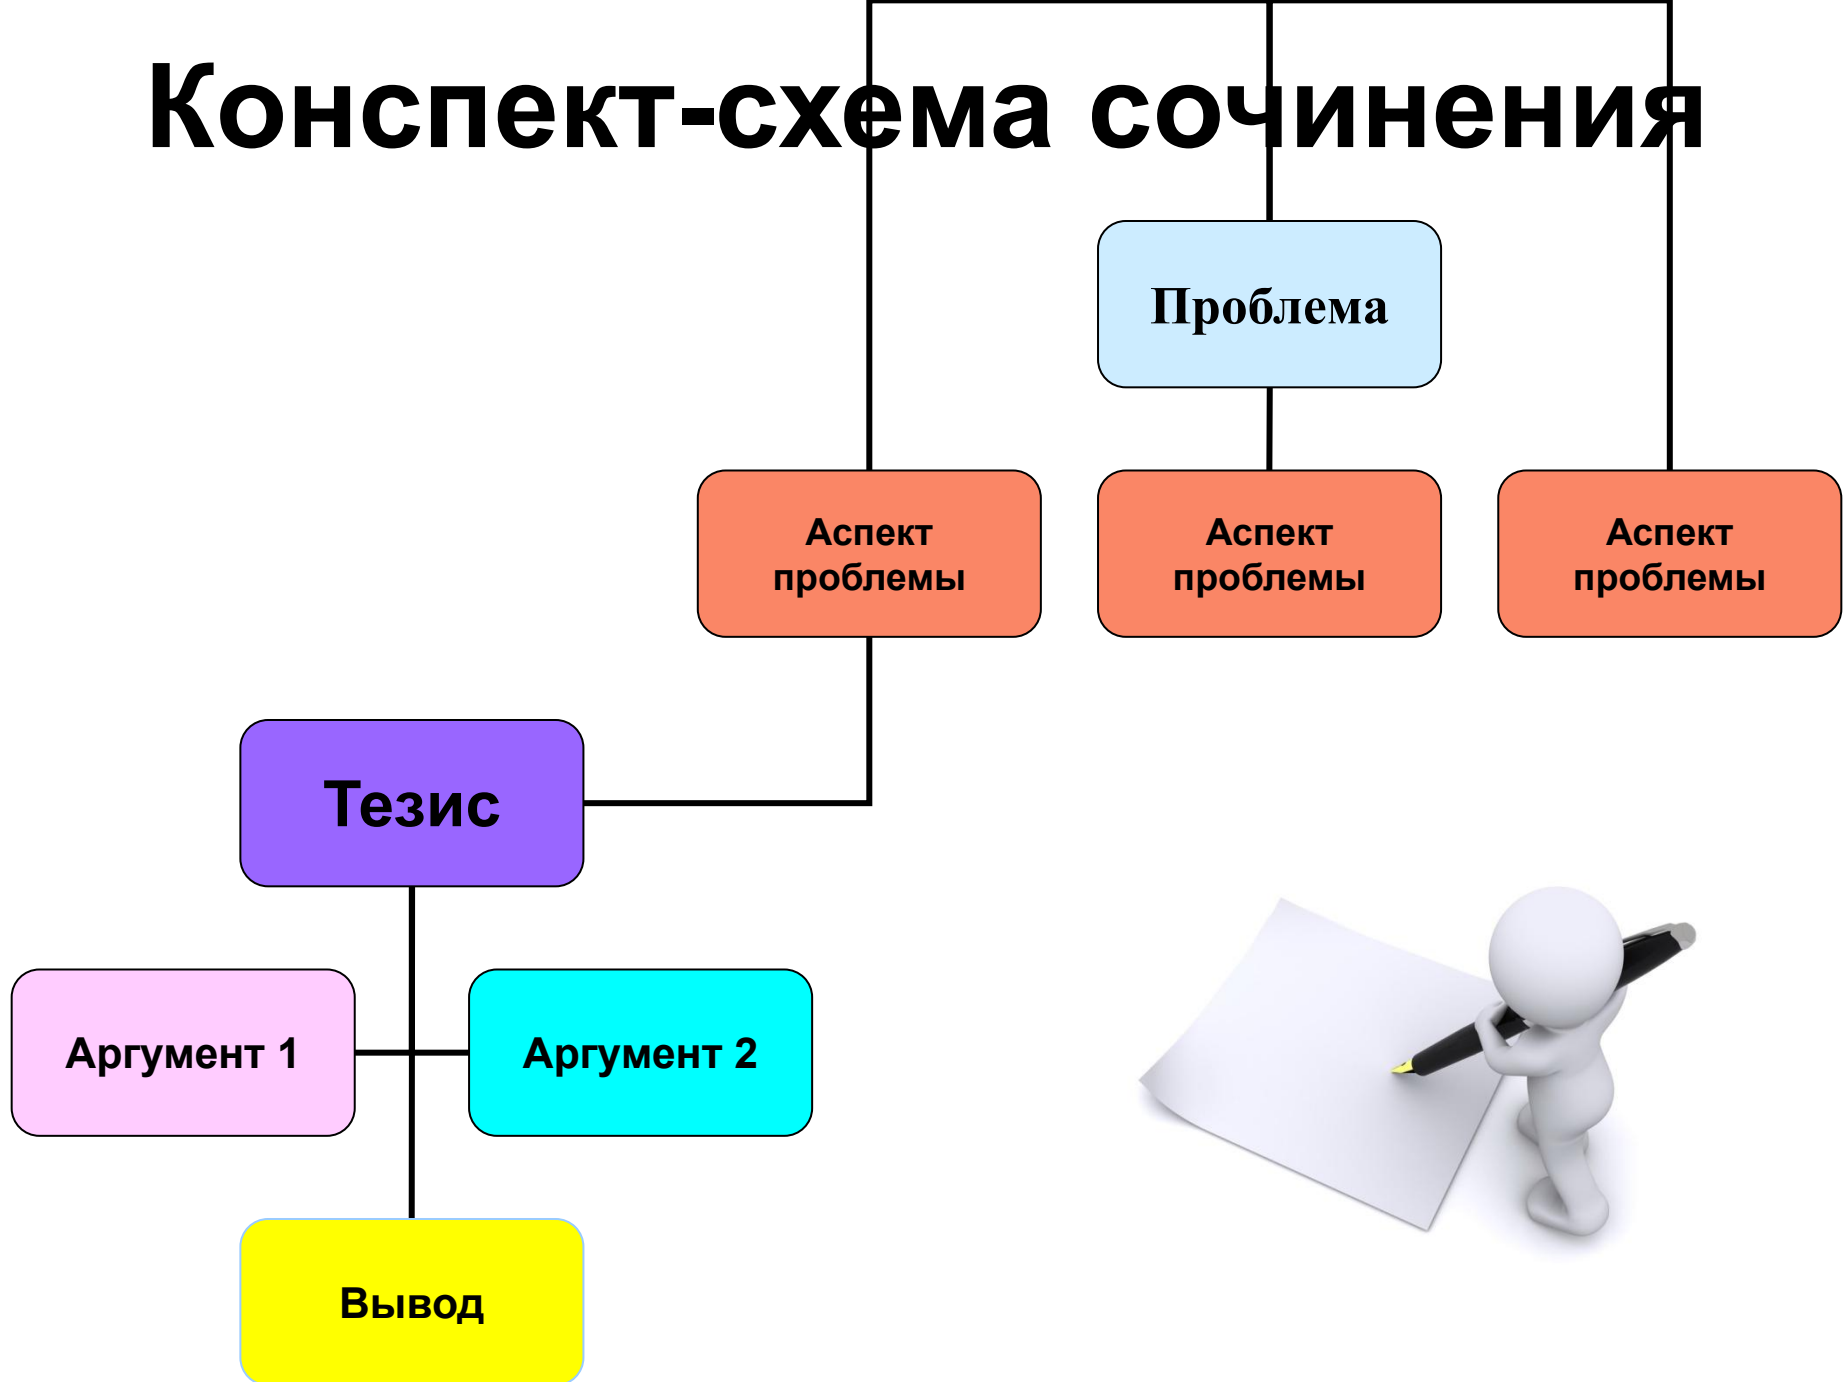 Конспект-схема сочинения
Проблема
Аспект
проблемы
Аспект
проблемы
Аспект
проблемы
Тезис
Аргумент 1
Аргумент 2
Вывод